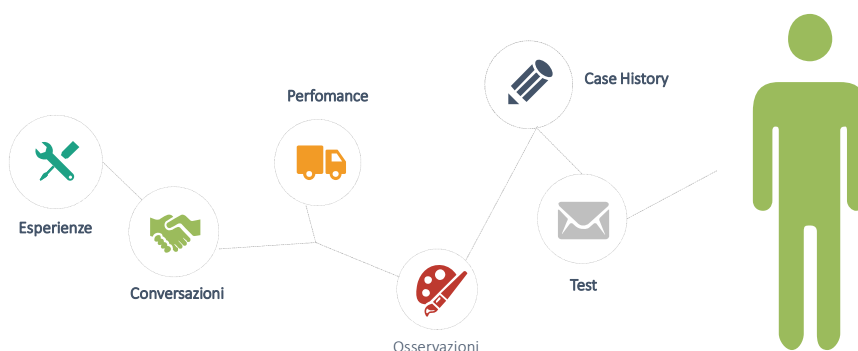 Esperienze
Conversazioni
Perfomance
Osservazioni
Case History
Test